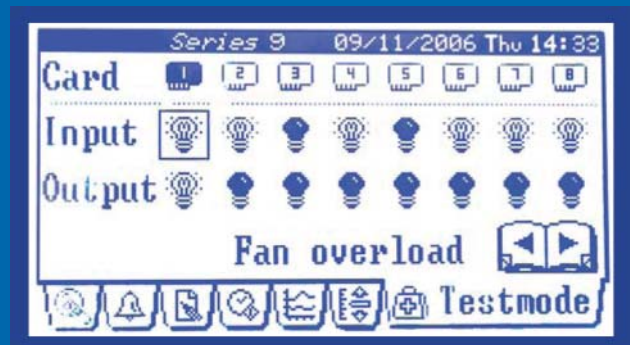 Series 9 09/11/2006 Thu 14:33
Card 1 2 3 4 5 6 7 8
Input
Output
Fan overload
Testmode